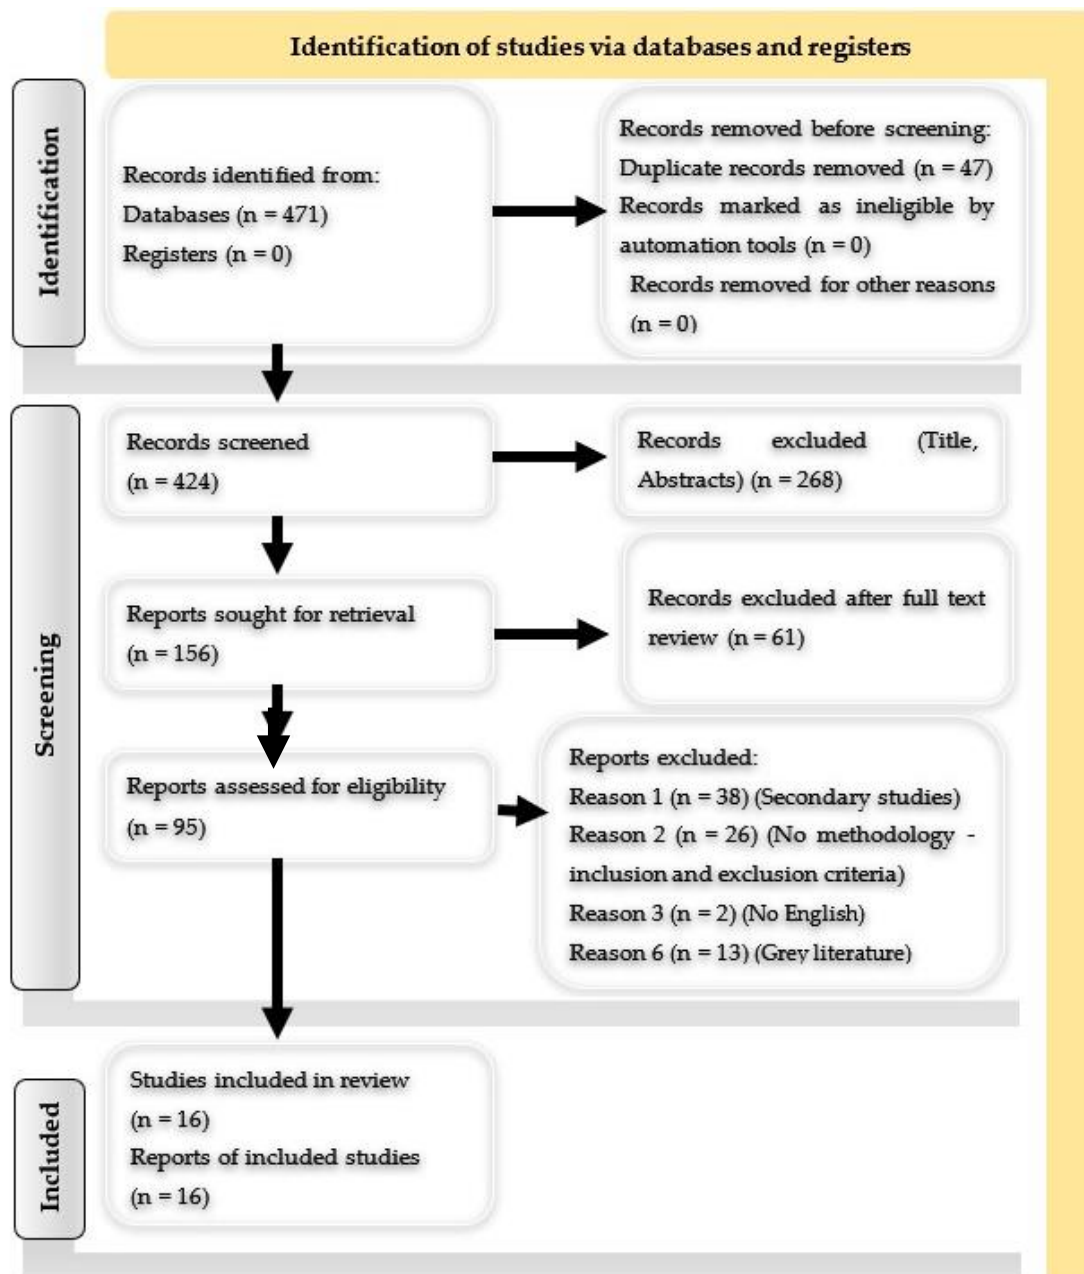 Identification of studies via databases and registers
Identification
Records identified from:
Databases (n = 471)
Registers (n = 0)
Records removed before screening:
Duplicate records removed (n = 47)
Records marked as ineligible by
automation tools (n = 0)
Records removed for other reasons
(n = 0)
Screening
Records screened
(n = 424)
Records excluded (Title,
Abstracts) (n = 268)
Reports sought for retrieval
(n = 156)
Records excluded after full text
review (n = 61)
Reports assessed for eligibility
(n = 95)
Reports excluded:
Reason 1 (n = 38) (Secondary studies)
Reason 2 (n = 26) (No methodology -
inclusion and exclusion criteria)
Reason 3 (n = 2) (No English)
Reason 6 (n = 13) (Grey literature)
Included
Studies included in review
(n = 16)
Reports of included studies
(n = 16)